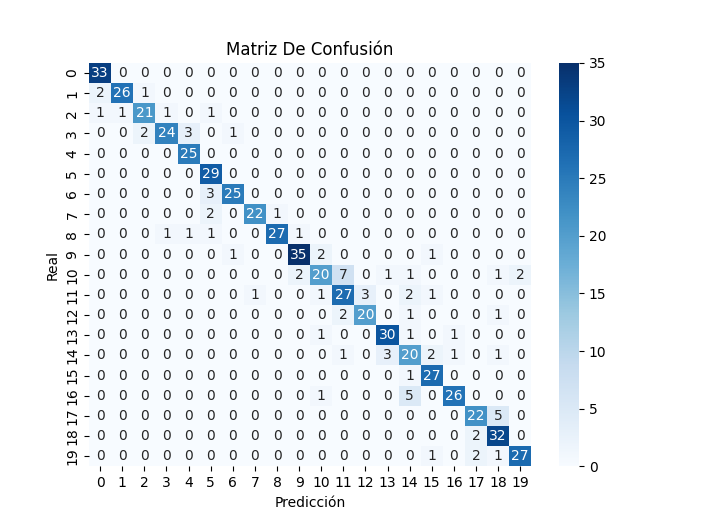 Matriz De Confusión
0 33 0 0 0 0 0 0 0 0 0 0 0 0 0 0 0 0 0 0 0
1 2 26 1 0 0 0 0 0 0 0 0 0 0 0 0 0 0 0 0 0
2 1 1 21 1 0 1 0 0 0 0 0 0 0 0 0 0 0 0 0 0
3 0 0 2 24 3 0 1 0 0 0 0 0 0 0 0 0 0 0 0 0
4 0 0 0 0 25 0 0 0 0 0 0 0 0 0 0 0 0 0 0 0
5 0 0 0 0 0 29 0 0 0 0 0 0 0 0 0 0 0 0 0 0
6 0 0 0 0 0 3 25 0 0 0 0 0 0 0 0 0 0 0 0 0
7 0 0 0 0 0 2 0 22 1 0 0 0 0 0 0 0 0 0 0 0
8 0 0 0 1 1 1 0 0 27 1 0 0 0 0 0 0 0 0 0 0
9 0 0 0 0 0 0 1 0 0 35 2 0 0 0 0 1 0 0 0 0
10 0 0 0 0 0 0 0 0 0 2 20 7 0 1 1 0 0 0 1 2
11 0 0 0 0 0 0 0 1 0 0 1 27 3 0 2 1 0 0 0 0
12 0 0 0 0 0 0 0 0 0 0 0 2 20 0 1 0 0 0 1 0
13 0 0 0 0 0 0 0 0 0 0 1 0 0 30 1 0 1 0 0 0
14 0 0 0 0 0 0 0 0 0 0 0 1 0 3 20 2 1 0 1 0
15 0 0 0 0 0 0 0 0 0 0 0 0 0 0 1 27 0 0 0 0
16 0 0 0 0 0 0 0 0 0 0 1 0 0 0 5 0 26 0 0 0
17 0 0 0 0 0 0 0 0 0 0 0 0 0 0 0 0 0 22 5 0
18 0 0 0 0 0 0 0 0 0 0 0 0 0 0 0 0 0 2 32 0
19 0 0 0 0 0 0 0 0 0 0 0 0 0 0 0 1 0 2 1 27
0 1 2 3 4 5 6 7 8 9 10 11 12 13 14 15 16 17 18 19
Real
Predicción
35
30
25
20
15
10
5
0